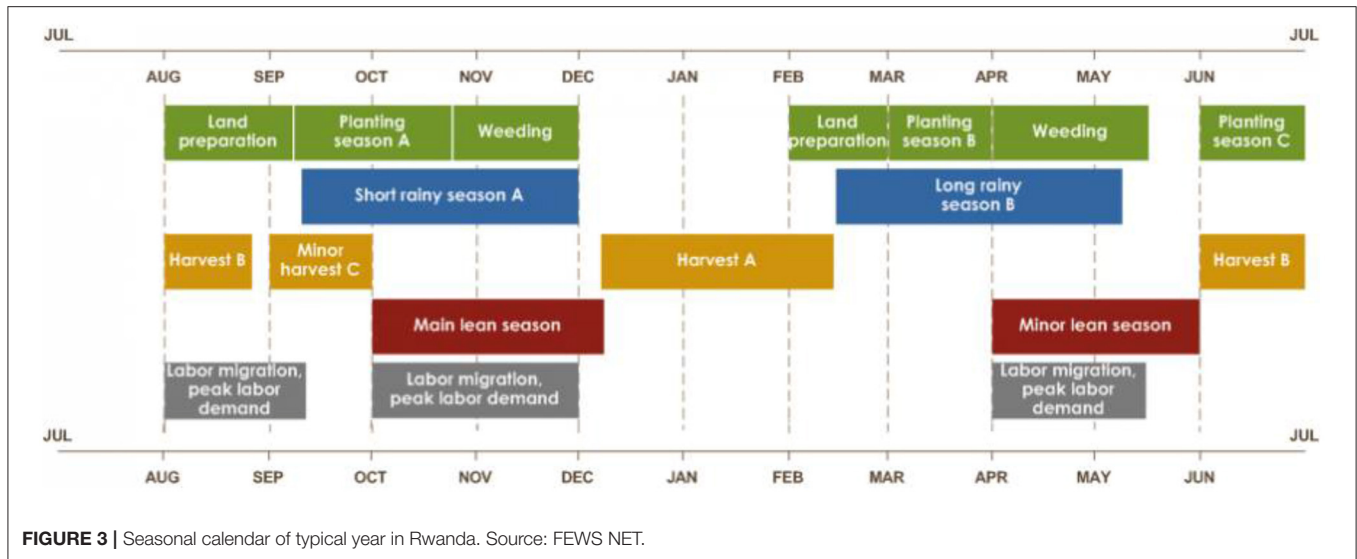 JUL JUL
AUG SEP OCT NOV DEC JAN FEB MAR APR MAY JUN
Land
preparation
Planting
season A
Weeding
Land
preparation
Planting
season B
Weeding
Planting
season C
Short rainy season A
Long rainy
season B
Harvest B
Minor
harvest C
Harvest A
Harvest B
Main lean season
Minor lean season
Labor migration,
peak labor
demand
Labor migration,
peak labor demand
Labor migration,
peak labor
demand
JUL JUL
AUG SEP OCT NOV DEC JAN FEB MAR APR MAY JUN
FIGURE 3 | Seasonal calendar of typical year in Rwanda. Source: FEWS NET.